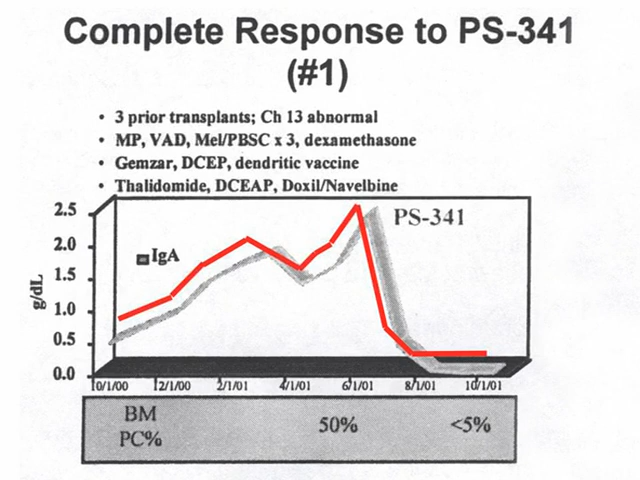 Complete Response to PS-341
(#1)
• 3 prior transplants; Ch 13 abnormal
• MP, VAD, Mel/PBSC x 3, dexamethasone
• Gemzar, DCEP, dendritic vaccine
• Thalidomide, DCEAP, Doxil/Navelbine
PS-341
IgA
g/dL
2.5
2.0
1.5
1.0
0.5
0.0
10/1/00 12/1/00 2/1/01 4/1/01 6/1/01 8/1/01 10/1/01
BM
PC%
50%
<5%